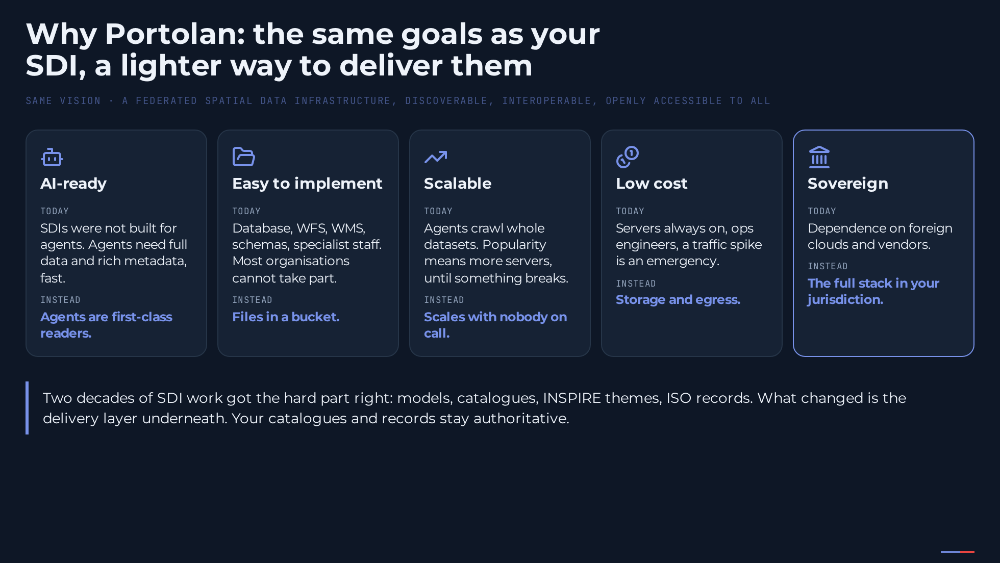 Why Portolan: the same goals as your
SDI, a lighter way to deliver them
SAME VISION · A FEDERATED SPATIAL DATA INFRASTRUCTURE, DISCOVERABLE, INTEROPERABLE, OPENLY ACCESSIBLE TO ALL
AI-ready
TODAY
SDIs were not built for
agents. Agents need full
data and rich metadata,
fast.
INSTEAD
Agents are first-class
readers.
Easy to implement
TODAY
Database, WFS, WMS,
schemas, specialist staff.
Most organisations
cannot take part.
INSTEAD
Files in a bucket.
Scalable
TODAY
Agents crawl whole
datasets. Popularity
means more servers,
until something breaks.
INSTEAD
Scales with nobody on
call.
Low cost
TODAY
Servers always on, ops
engineers, a traffic spike
is an emergency.
INSTEAD
Storage and egress.
Sovereign
TODAY
Dependence on foreign
clouds and vendors.
INSTEAD
The full stack in your
jurisdiction.
Two decades of SDI work got the hard part right: models, catalogues, INSPIRE themes, ISO records. What changed is the
delivery layer underneath. Your catalogues and records stay authoritative.